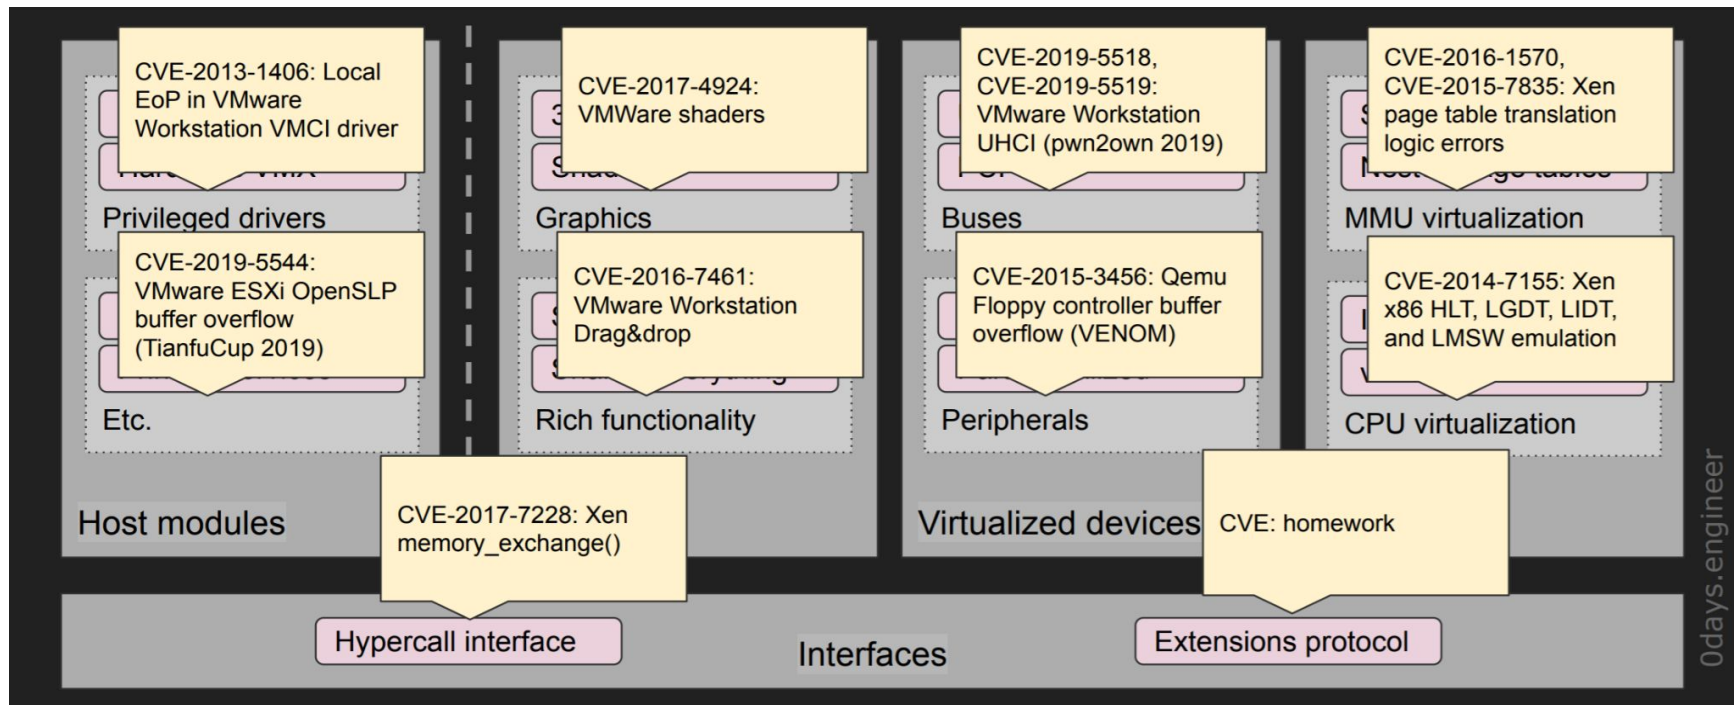 CVE-2013-1406: Local
EoP in VMware
Workstation VMCI driver
CVE-2017-4924:
VMWare shaders
CVE-2019-5518,
CVE-2019-5519:
VMware Workstation
UHCI (pwn2own 2019)
CVE-2016-1570,
CVE-2015-7835: Xen
page table translation
logic errors
Privileged drivers
Graphics
Buses
MMU virtualization
CVE-2019-5544:
VMware ESXi OpenSLP
buffer overflow
(TianfuCup 2019)
CVE-2016-7461:
VMware Workstation
Drag&drop
CVE-2015-3456: Qemu
Floppy controller buffer
overflow (VENOM)
CVE-2014-7155: Xen
x86 HLT, LGDT, LIDT,
and LMSW emulation
Etc.
Rich functionality
Peripherals
CPU virtualization
Host modules
CVE-2017-7228: Xen
memory_exchange()
Virtualized devices
CVE: homework
Hypercall interface
Interfaces
Extensions protocol
0days.engineer